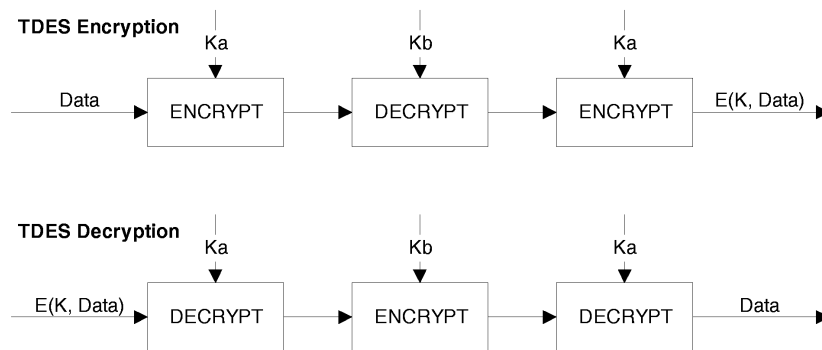 TDES Encryption
Ka
Kb
Ka
Data
ENCRYPT
DECRYPT
ENCRYPT
E(K, Data)
TDES Decryption
Ka
Kb
Ka
E(K, Data)
DECRYPT
ENCRYPT
DECRYPT
Data